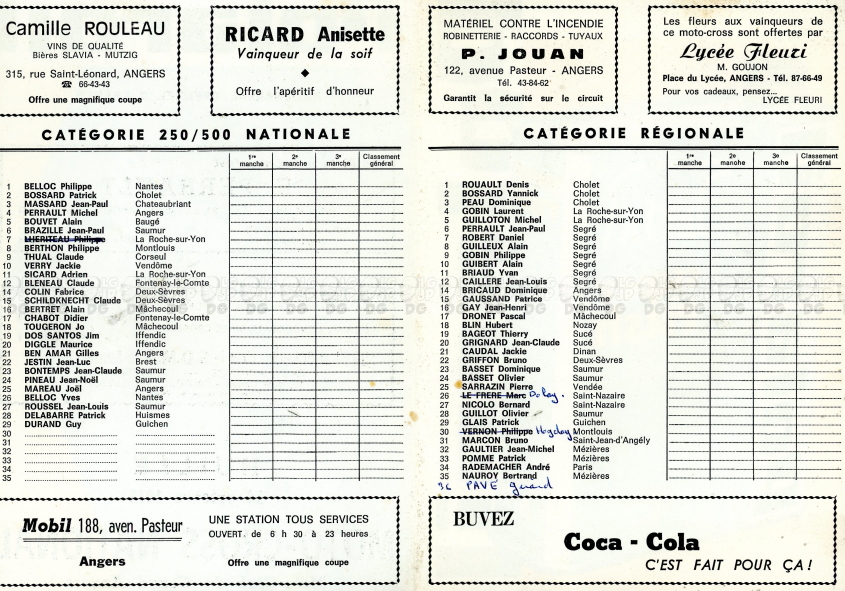 Camille ROULEAU
VINS DE QUALITÉ
Bières SLAVIA - MUTZIG
315, rue Saint-Léonard, ANGERS
☎ 66-43-43
Offre une magnifique coupe
RICARD Anisette
Vainqueur de la soif
◆
Offre l'apéritif d'honneur
CATÉGORIE 250/500 NATIONALE
1re manche 2e manche 3e manche Classement général
1 BELLOC Philippe Nantes
2 BOSSARD Patrick Cholet
3 MASSARD Jean-Paul Chateaubriant
4 PERRAULT Michel Angers
5 BOUVET Alain Baugé
6 BRAZILLE Jean-Paul Saumur
7 LHERITEAU Philippe La Roche-sur-Yon
8 BERTHON Philippe Montlouis
9 THUAL Claude Corseul
10 VERRY Jackie Vendôme
11 SICARD Adrien La Roche-sur-Yon
12 ILLENEAU Claude Fontenay-le-Comte
14 COLIN Fabrice Deux-Sèvres
15 SCHILDKNECHT Claude Deux-Sèvres
16 BERTRET Alain Mâchecoul
17 CHABOT Didier Fontenay-le-Comte
18 TOUGERON Jo Mâchecoul
19 DOS SANTOS Jim Iffendic
20 DIGGLE Maurice Iffendic
21 BEN AMAR Gilles Angers
22 JESTIN Jean-Luc Brest
23 BONTEMPS Jean-Claude Saumur
24 PINEAU Jean-Noël Saumur
25 MAREAU Joël Angers
26 BELLOC Yves Nantes
27 ROUSSEL Jean-Louis Saumur
28 DELABARRE Patrick Huismes
29 DURAND Guy Guichen
30
31
32
33
34
35
Mobil 188, aven. Pasteur
Angers
UNE STATION TOUS SERVICES
OUVERT de 6 h 30 à 23 heures
Offre une magnifique coupe
MATÉRIEL CONTRE L'INCENDIE
ROBINETTERIE - RACCORDS - TUYAUX
P. JOUAN
122, avenue Pasteur - ANGERS
Tél. 43-84-62
Garantit la sécurité sur le circuit
Les fleurs aux vainqueurs de
ce moto-cross sont offertes par
Lycée Fleuri
M. GOUJON
Place du Lycée, ANGERS - Tél. 87-66-49
Pour vos cadeaux, pensez...
LYCÉE FLEURI
CATÉGORIE RÉGIONALE
1re manche 2e manche 3e manche Classement général
1 ROUAULT Denis Cholet
2 BOSSARD Yannick Cholet
3 PEAU Dominique Cholet
4 GOBIN Laurent La Roche-sur-Yon
5 GUILLOTON Michel La Roche-sur-Yon
6 PERRAULT Jean-Paul Segré
7 ROBERT Daniel Segré
8 GUILLEUX Alain Segré
9 GOBIN Philippe Segré
10 GUIBERT Alain Segré
11 BRIAUD Yvan Segré
12 CAILLERE Jean-Louis Segré
14 BRICAUD Dominique Angers
15 GAUSSAND Patrice Vendôme
16 GAY Jean-Henri Vendôme
17 DRONET Pascal Mâchecoul
18 BLIN Hubert Nozay
19 BAGEOT Thierry Sucé
20 GRIGNARD Jean-Claude Sucé
21 CAUDAL Jackie Dinan
22 GRIFFON Bruno Deux-Sèvres
23 BASSET Dominique Saumur
24 BASSET Olivier Saumur
25 SARRAZIN Pierre Vendée
26 LE FRERE Marc Saint-Nazaire
27 NICOLO Bernard Saint-Nazaire
28 GUILLOT Olivier Saumur
29 GLAIS Patrick Guichen
30 VERNON Philippe Montlouis
31 MARCON Bruno Saint-Jean-d'Angély
32 GAULTIER Jean-Michel Mézières
33 POMME Patrick Mézières
34 RADEMACHER André Paris
35 NAUROY Bertrand Mézières
36 PAVÉ gerard
BUVEZ
Coca - Cola
C'EST FAIT POUR ÇA !